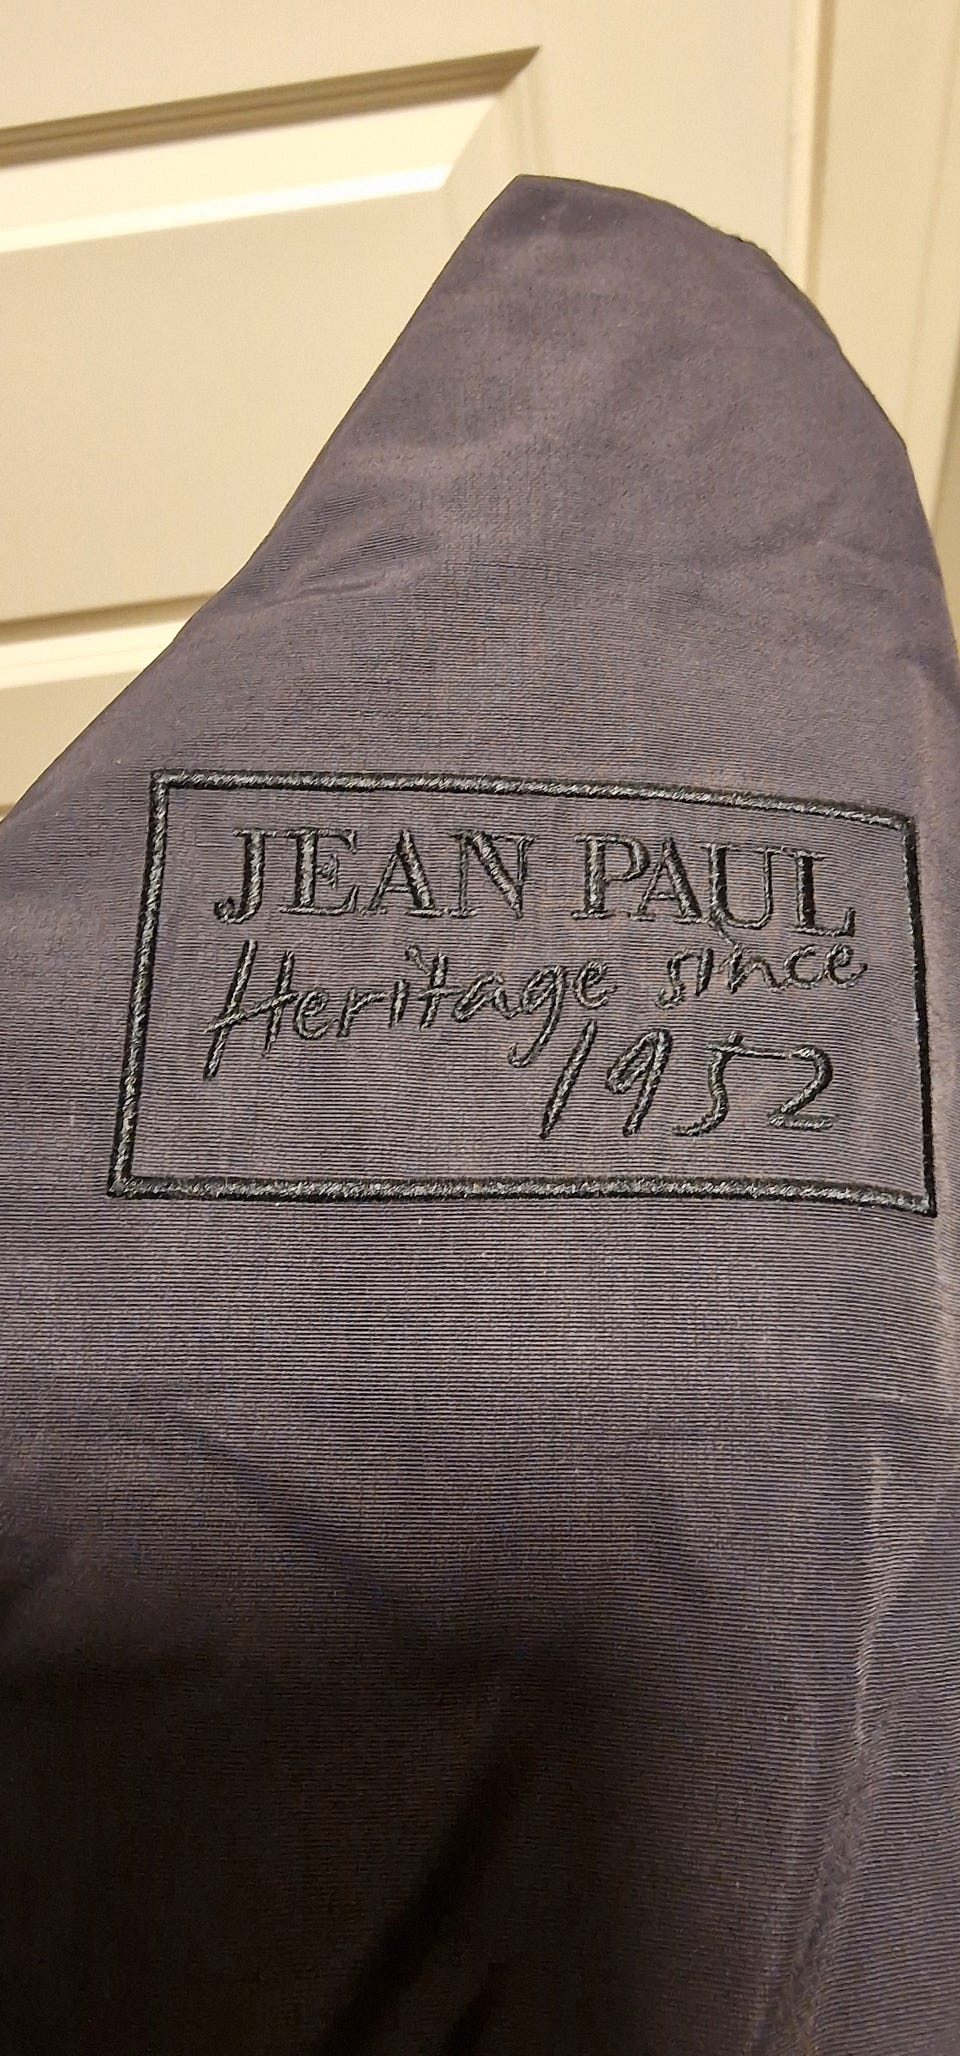 JEAN PAUL
Heritage since
1952